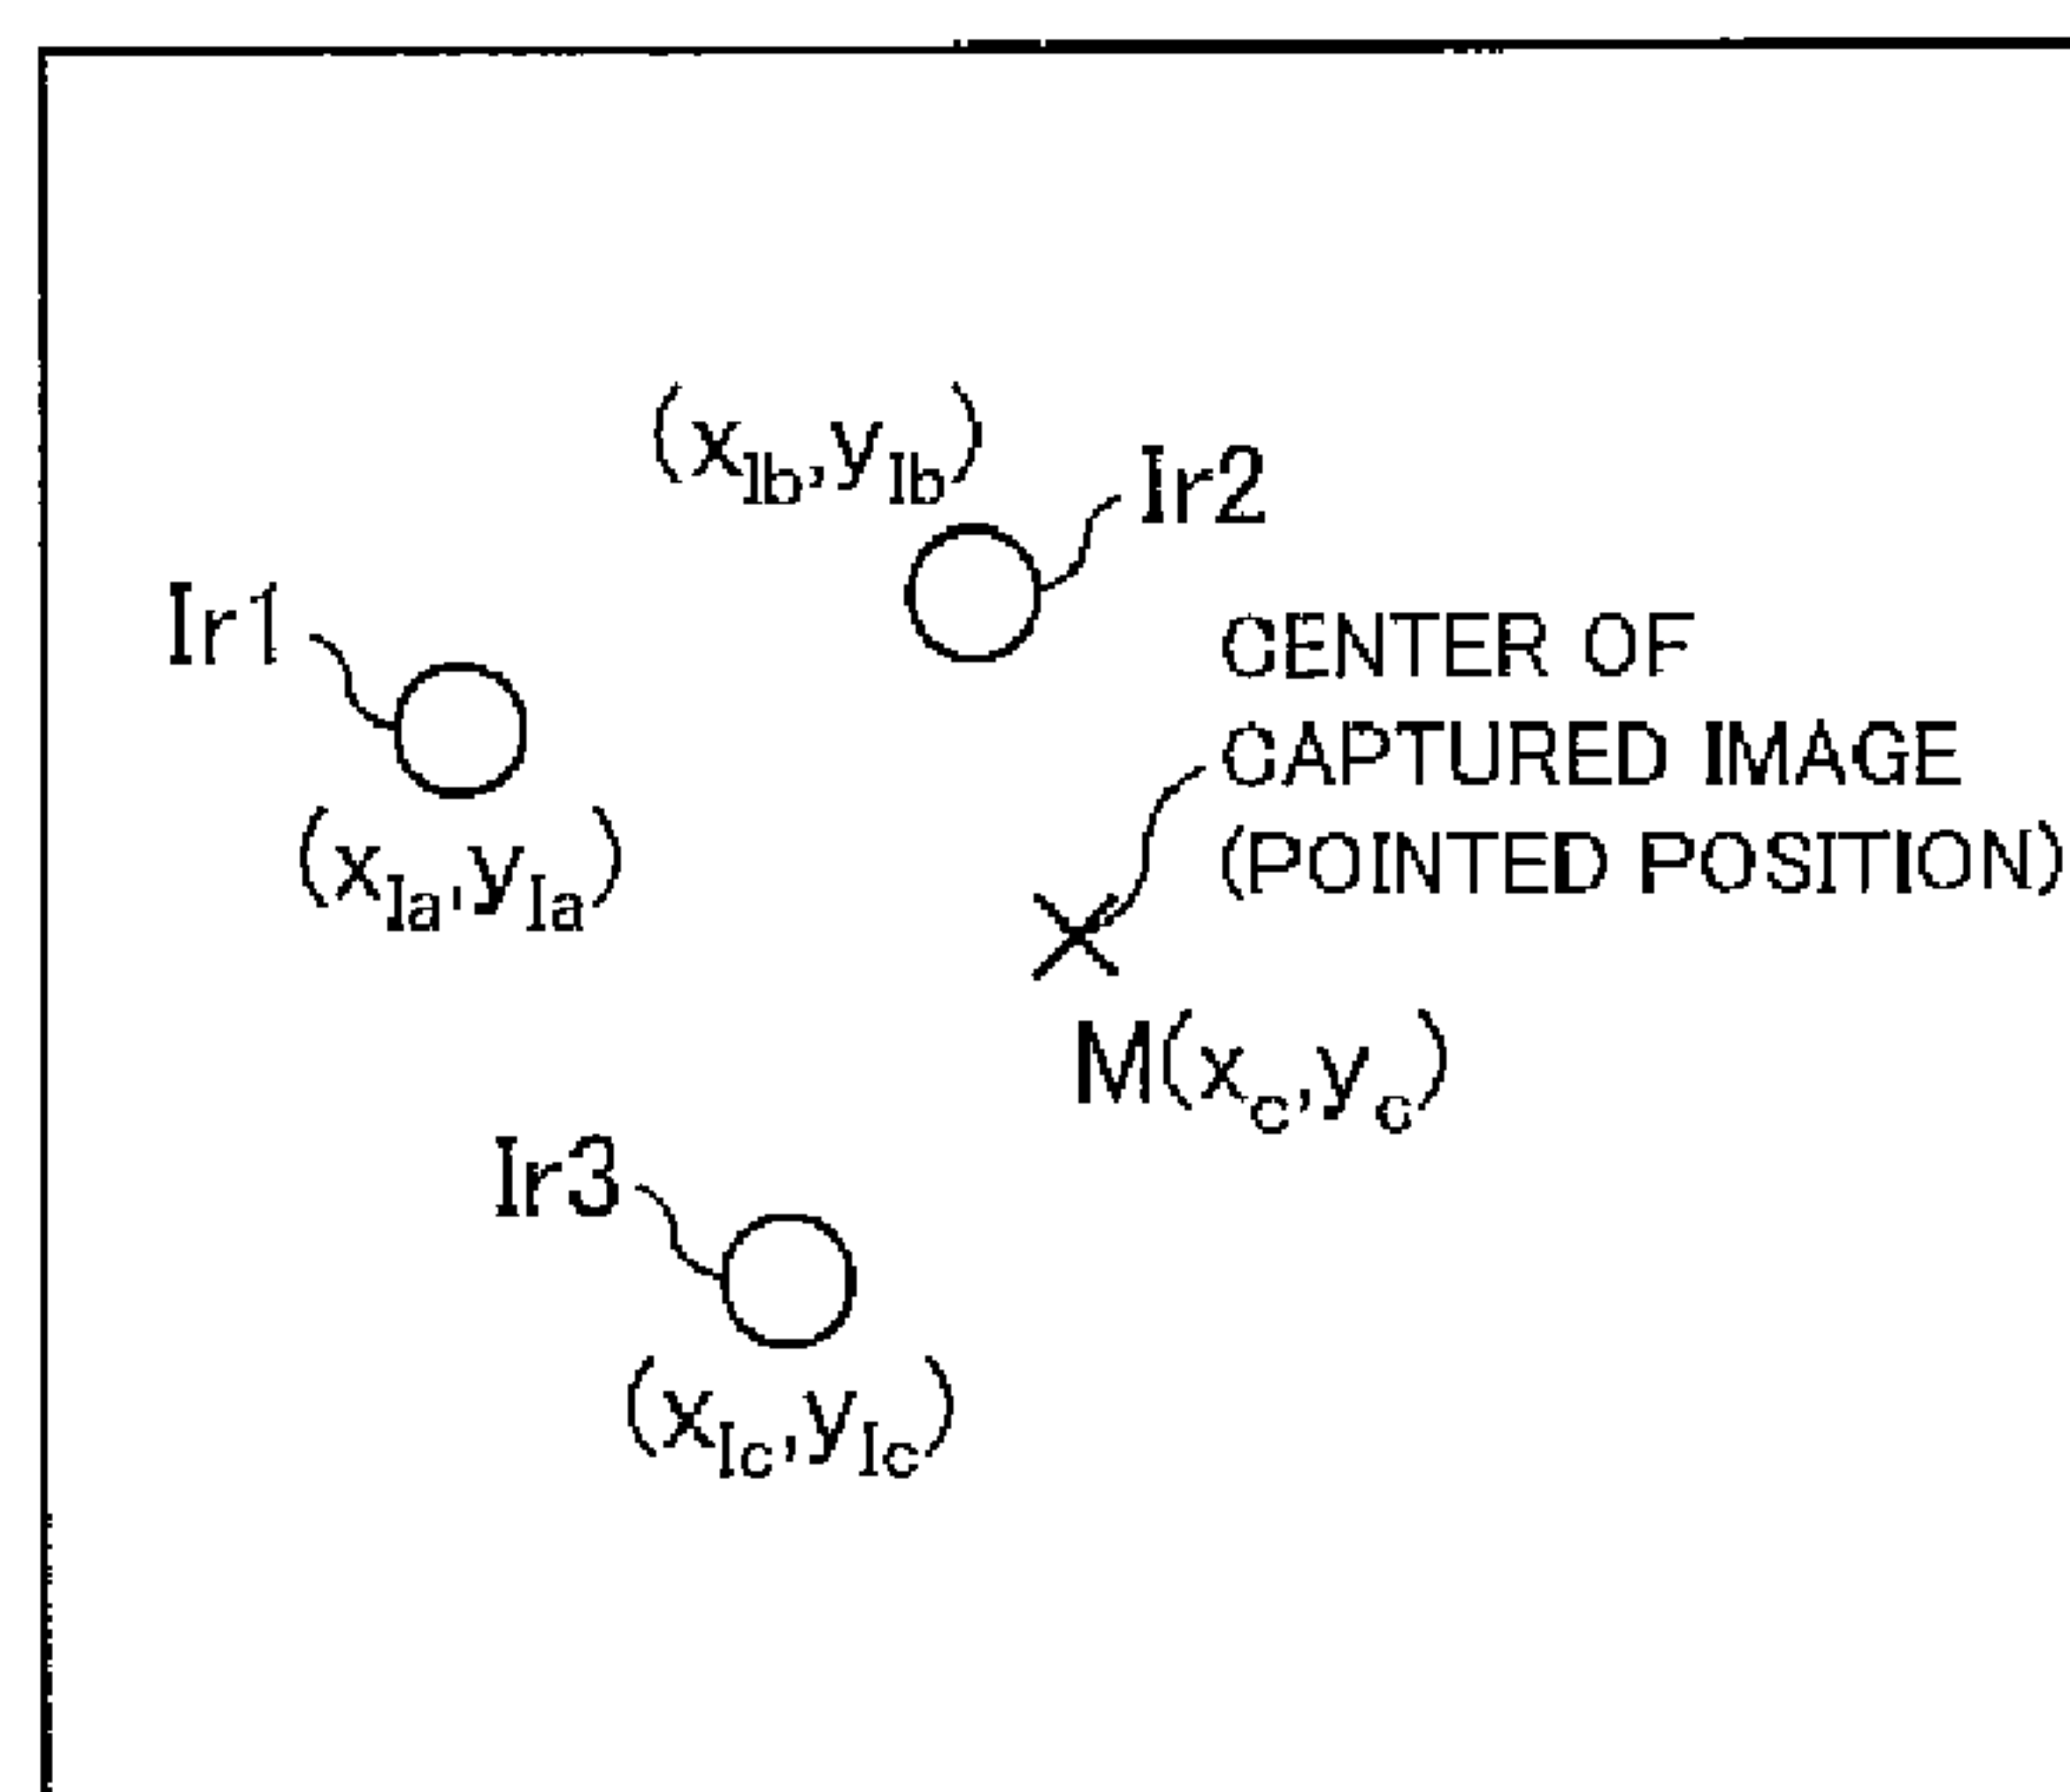 (x_Ib,y_Ib)
Ir2
Ir1
CENTER OF
CAPTURED IMAGE
(POINTED POSITION)
(x_Ia,y_Ia)
M(x_c,y_c)
Ir3
(x_Ic,y_Ic)